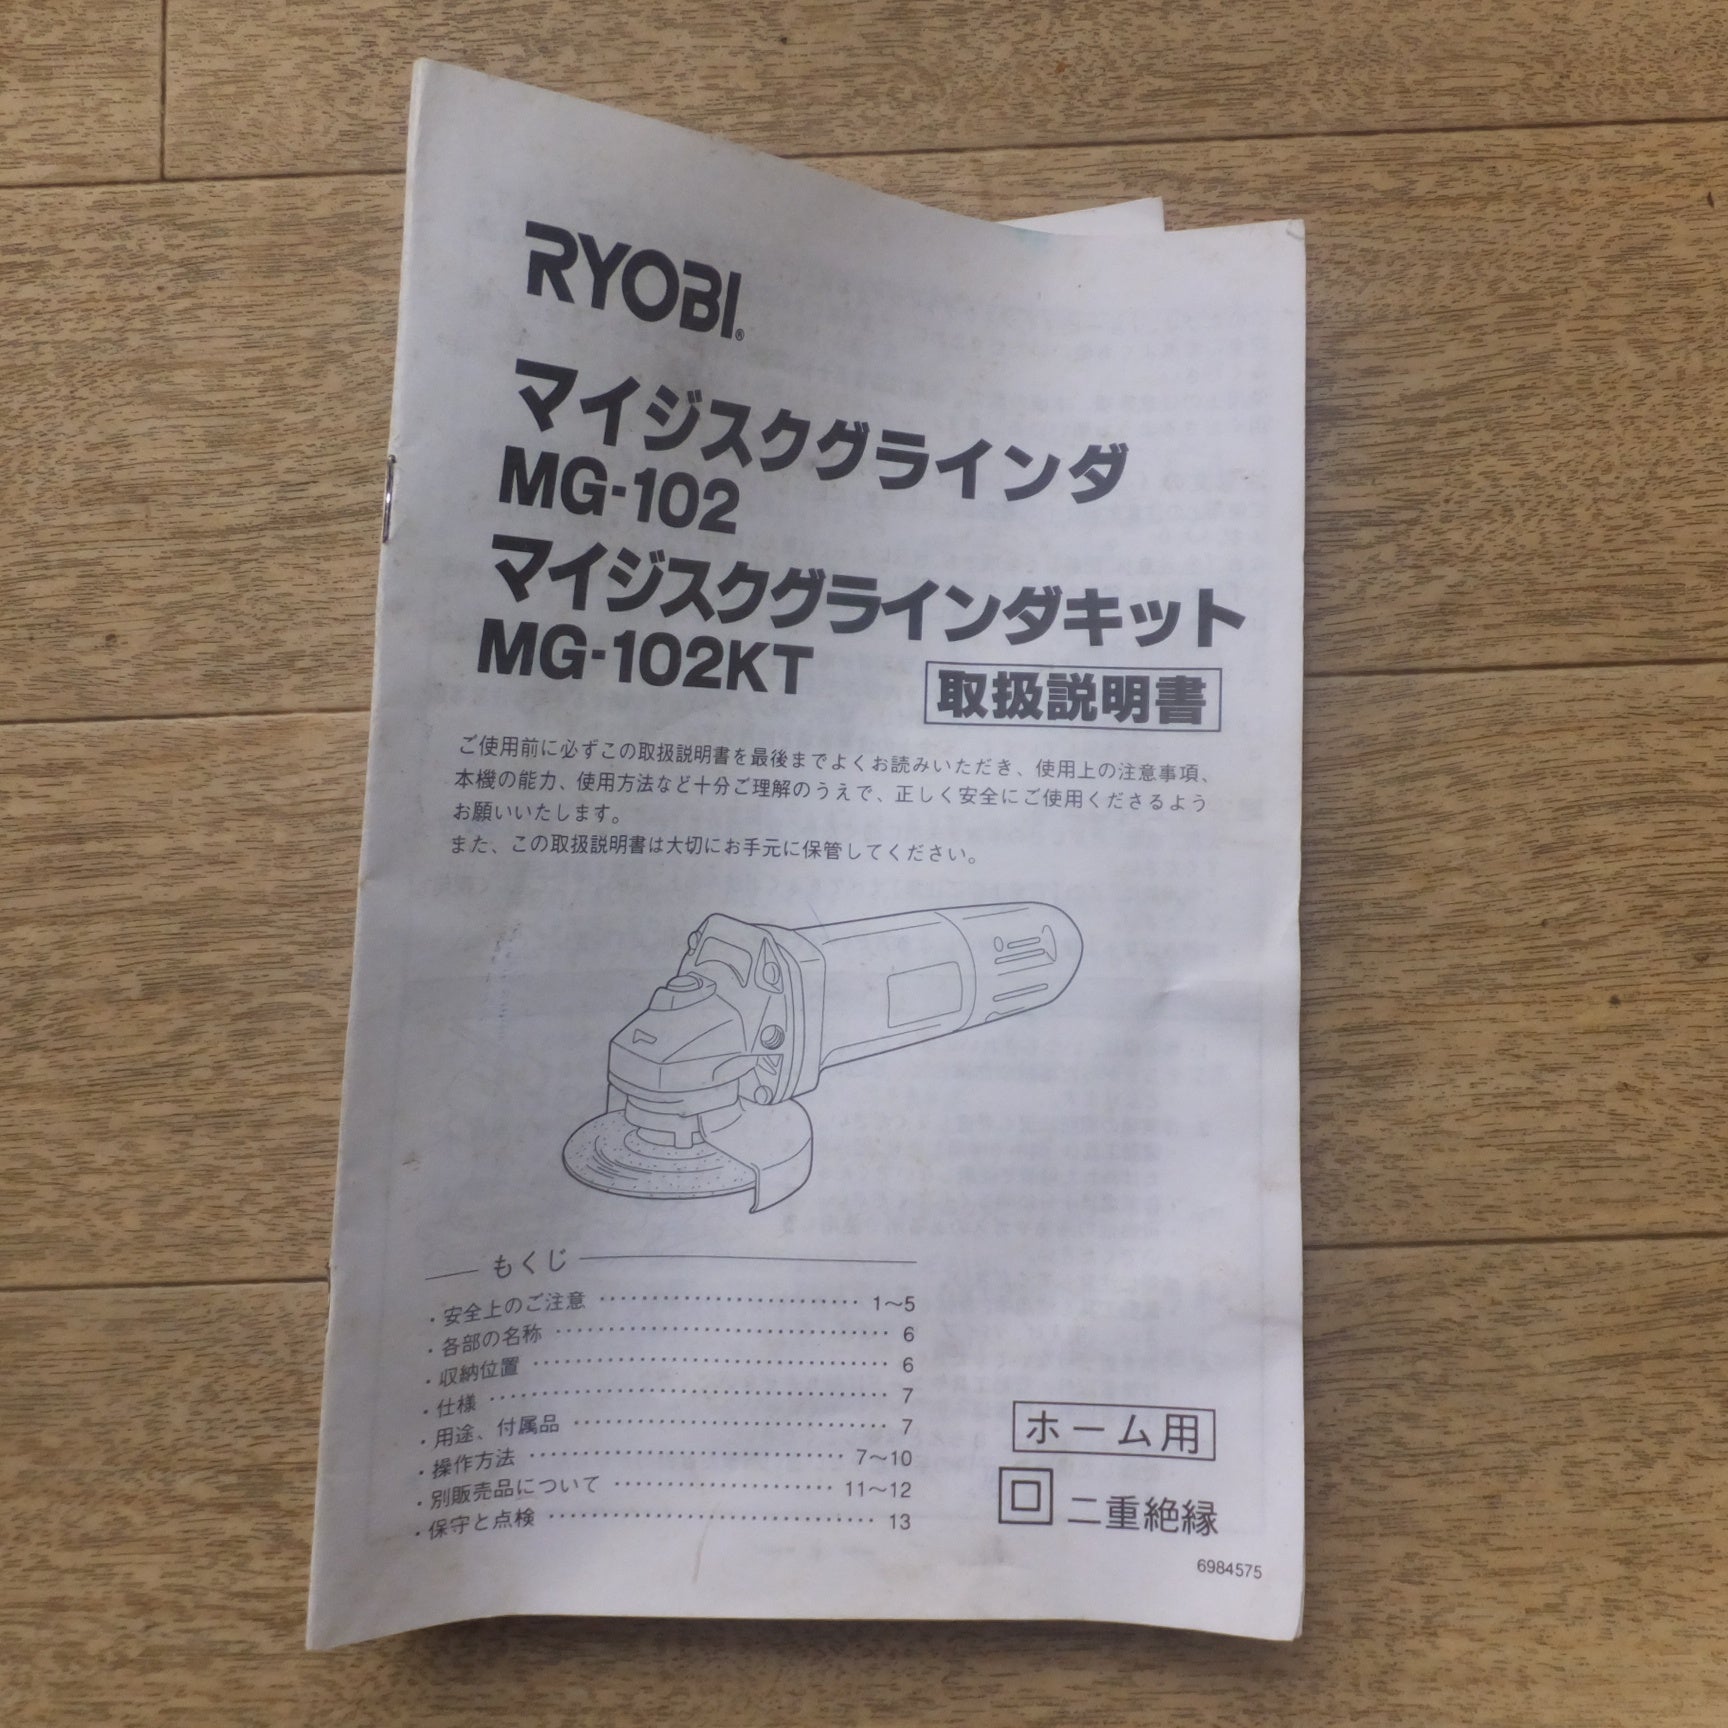 RYOBI®
マイジスクグラインダ
MG-102
マイジスクグラインダキット
MG-102KT
取扱説明書
ご使用前に必ずこの取扱説明書を最後までよくお読みいただき、使用上の注意事項、
本機の能力、使用方法など十分ご理解のうえで、正しく安全にご使用くださるよう
お願いいたします。
また、この取扱説明書は大切にお手元に保管してください。
もくじ
・安全上のご注意 ………………………… 1〜5
・各部の名称 ………………………… 6
・収納位置 ………………………… 6
・仕様 ………………………… 7
・用途、付属品 ………………………… 7
・操作方法 ………………………… 7〜10
・別販売品について ………………………… 11〜12
・保守と点検 ………………………… 13
ホーム用
二重絶縁
6984575